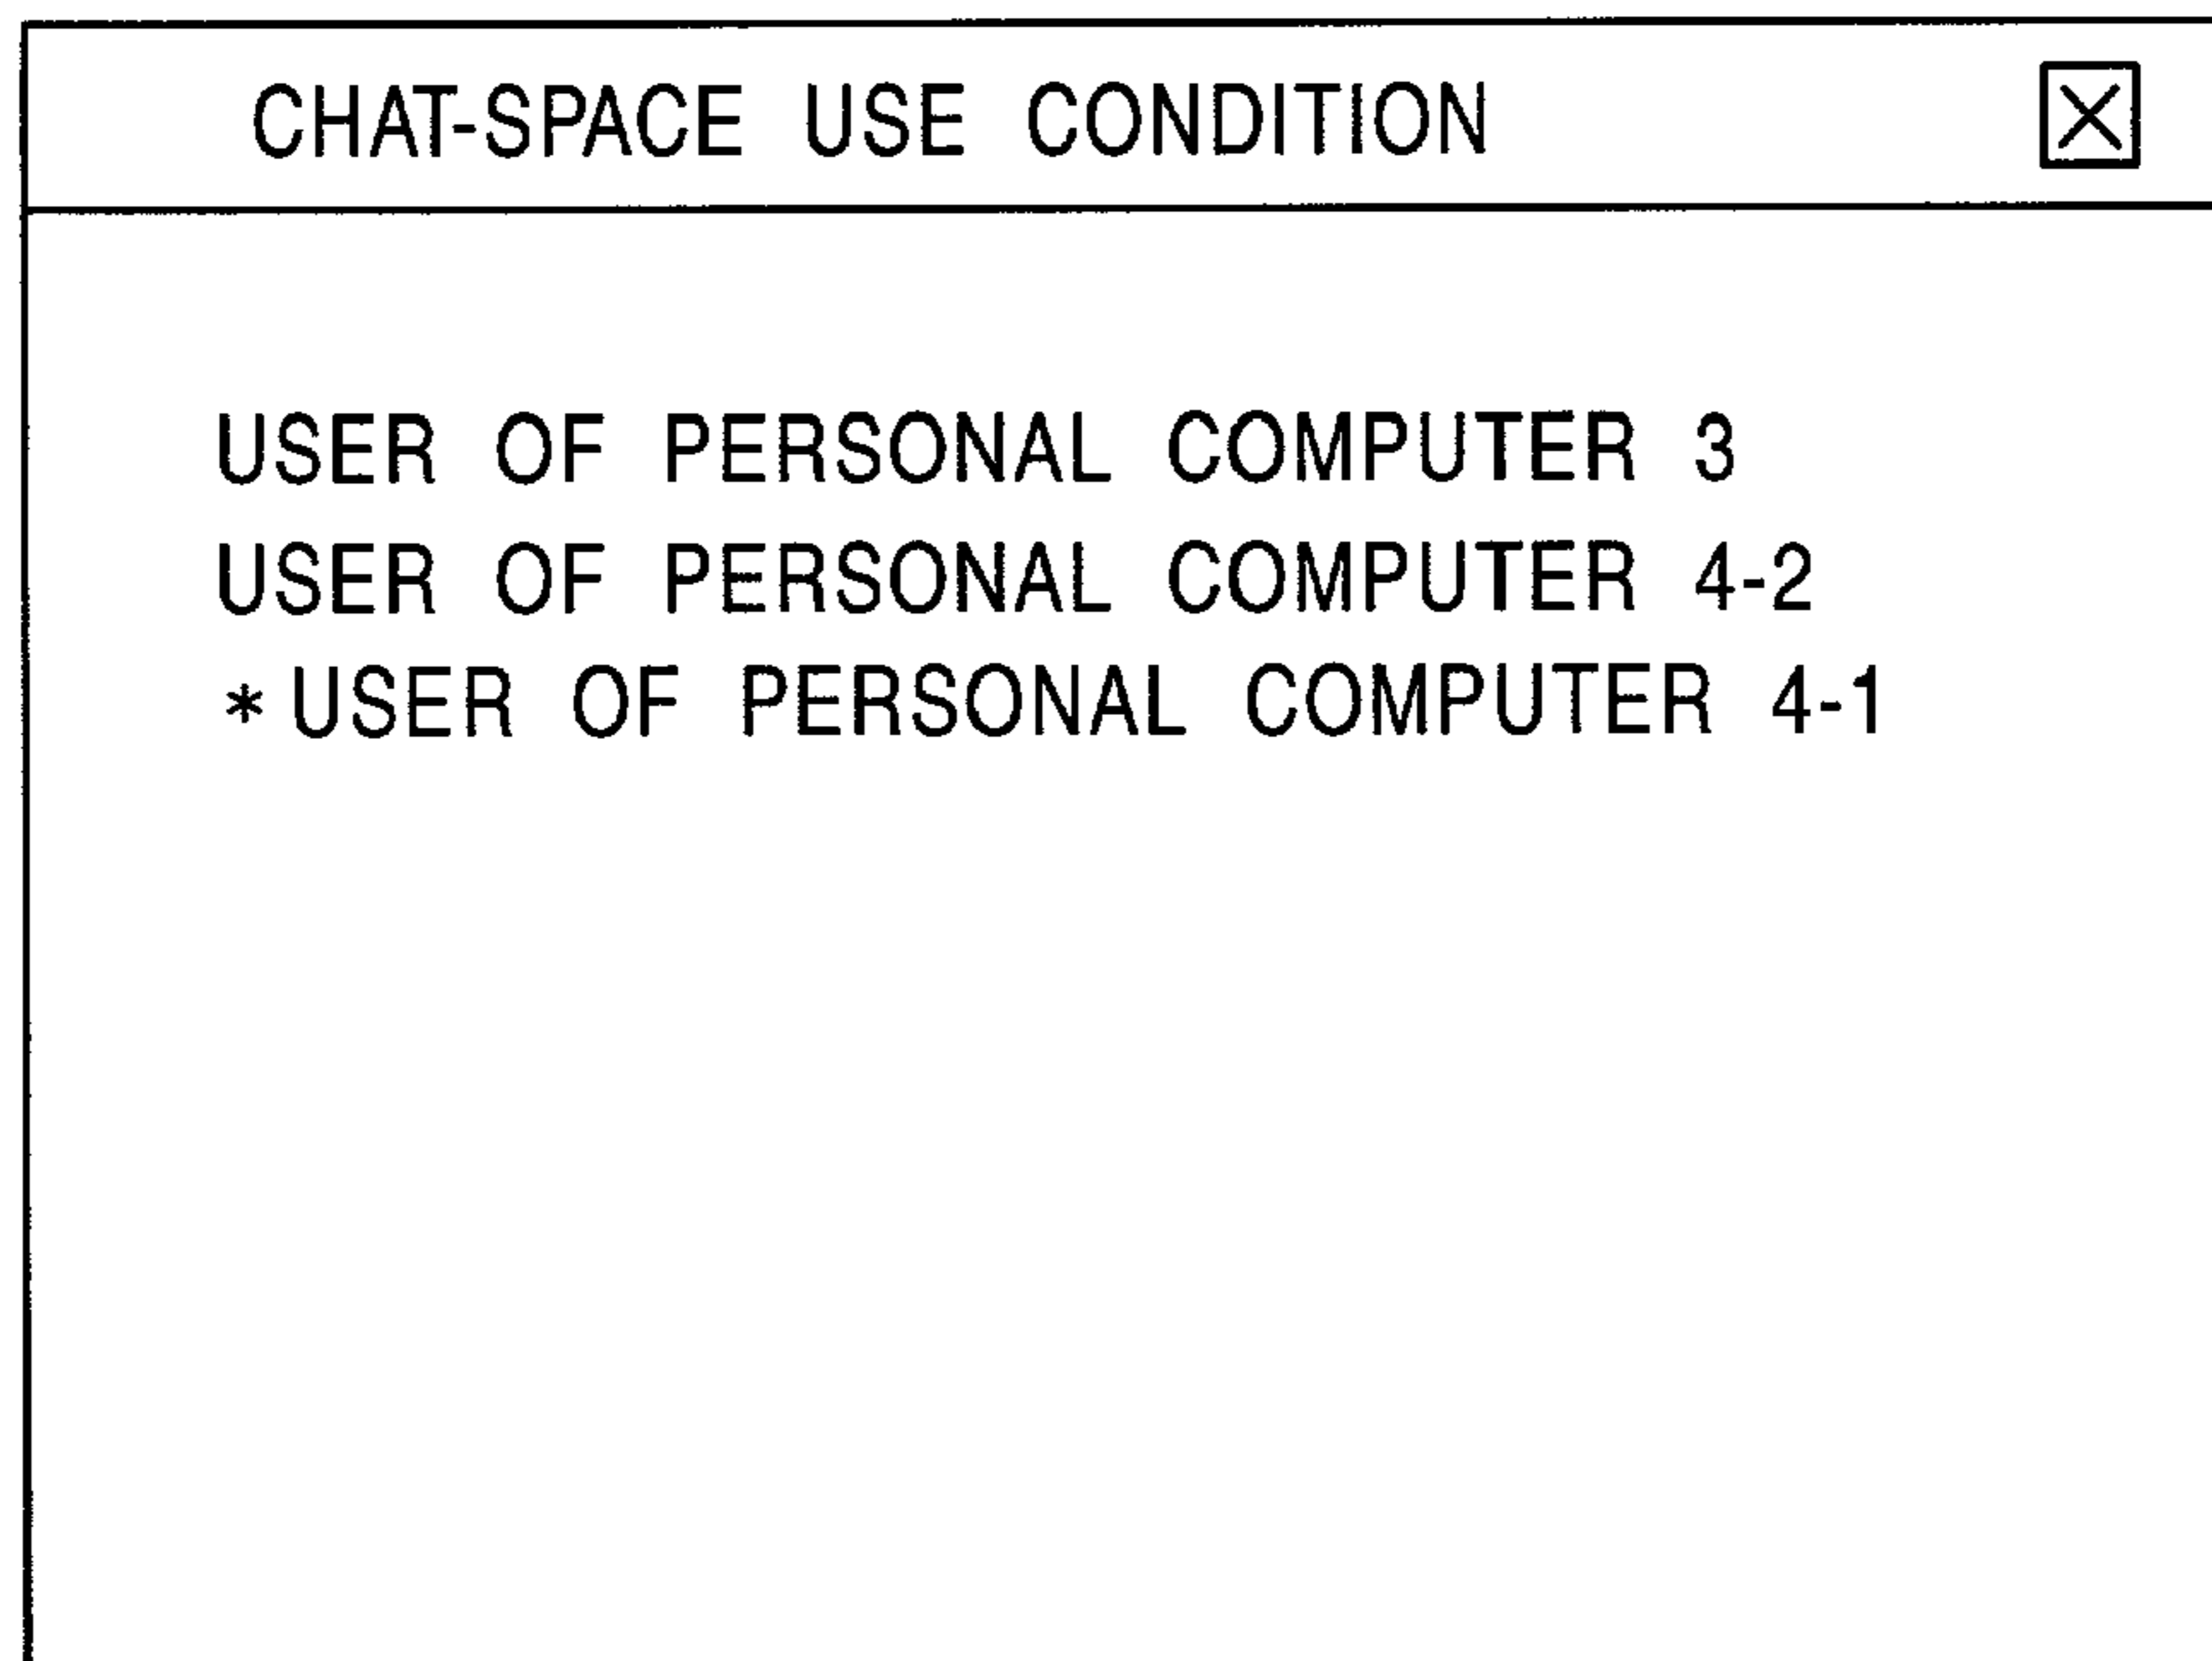 CHAT-SPACE USE CONDITION
USER OF PERSONAL COMPUTER 3
USER OF PERSONAL COMPUTER 4-2
* USER OF PERSONAL COMPUTER 4-1